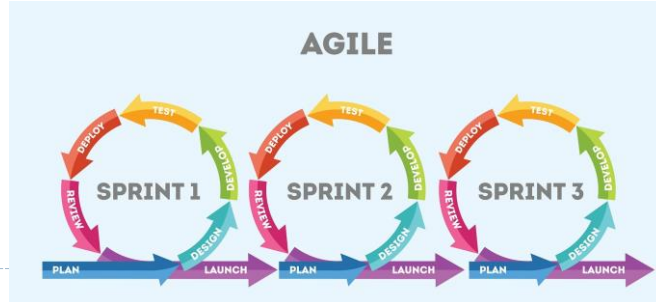 AGILE
TEST
DEPLOY
DEVELOP
SPRINT 1
REVIEW
DESIGN
PLAN
LAUNCH
TEST
DEPLOY
DEVELOP
SPRINT 2
REVIEW
DESIGN
PLAN
LAUNCH
TEST
DEPLOY
DEVELOP
SPRINT 3
REVIEW
DESIGN
PLAN
LAUNCH